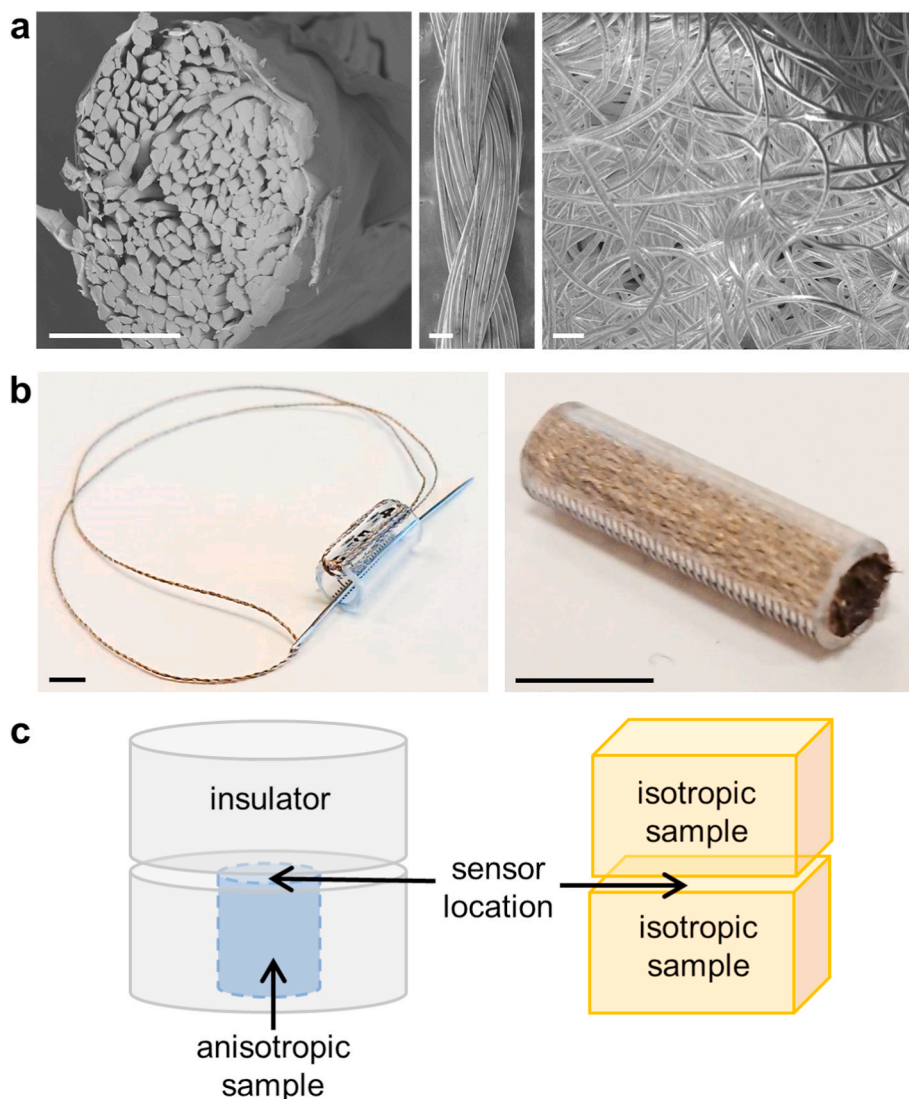 a
b
c
insulator
isotropic
sample
sensor
location
isotropic
sample
anisotropic
sample